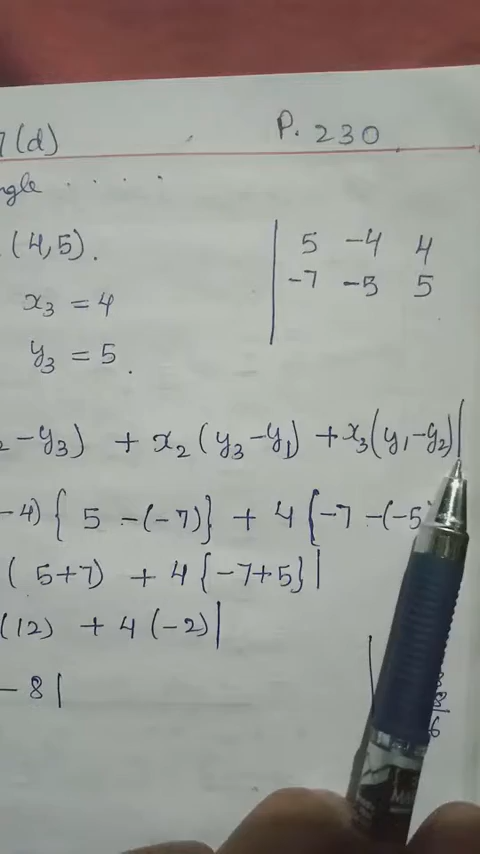 7(d) P. 230
ngle . . . . .
(4,5).
5 -4 4
-7 -5 5
x₃ = 4
y₃ = 5.
₂ - y₃) + x₂ (y₃ - y₁) + x₃(y₁ - y₂)|
-4) { 5 - (-7)} + 4 {-7 - (-5)
( 5+7) + 4 {-7+5}|
(12) + 4 (-2)|
- 8 |